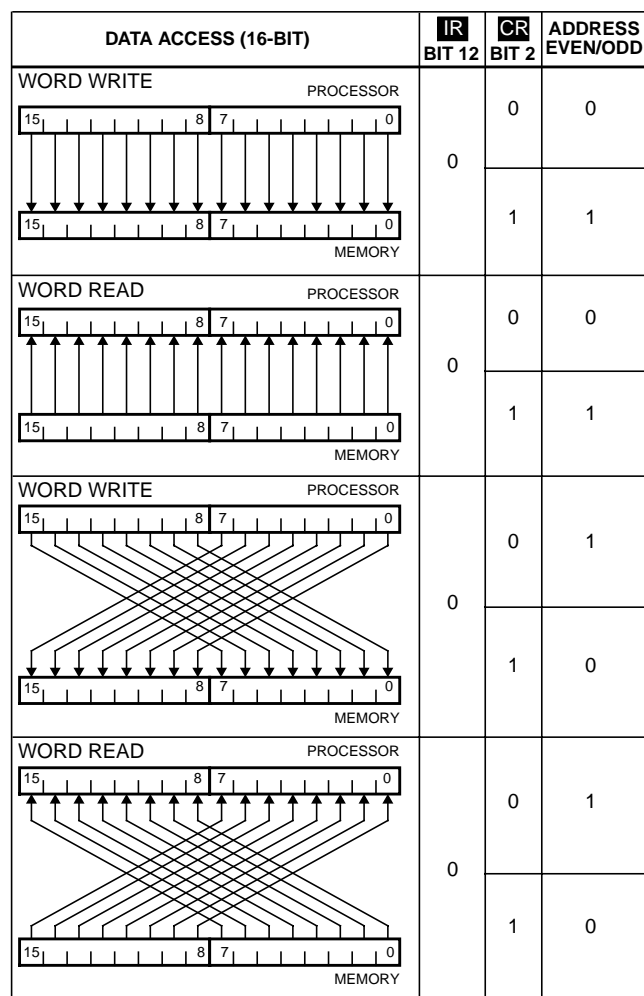 DATA ACCESS (16-BIT)
IR
BIT 12
CR
BIT 2
ADDRESS
EVEN/ODD
WORD WRITE
PROCESSOR
15 8 7 0
15 8 7 0
MEMORY
0
0 0
1 1
WORD READ
PROCESSOR
15 8 7 0
15 8 7 0
MEMORY
0
0 0
1 1
WORD WRITE
PROCESSOR
15 8 7 0
15 8 7 0
MEMORY
0
0 1
1 0
WORD READ
PROCESSOR
15 8 7 0
15 8 7 0
MEMORY
0
0 1
1 0